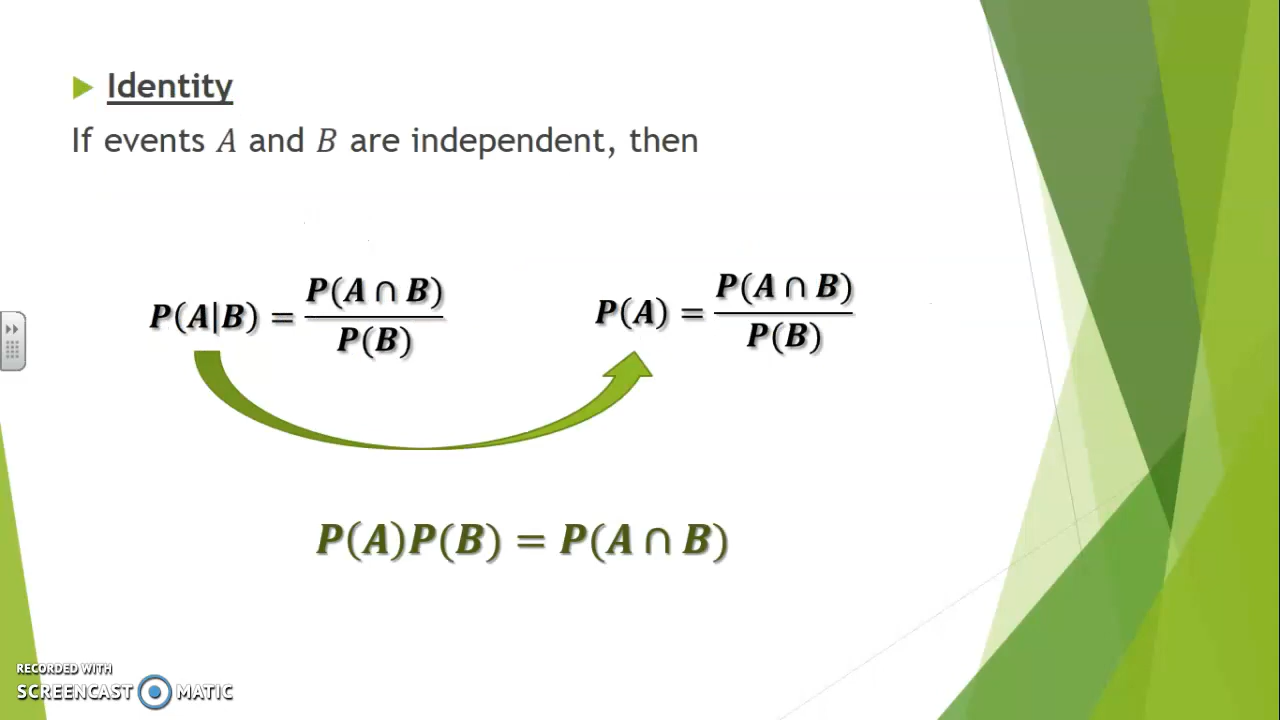 Identity
If events A and B are independent, then
P(A|B) = P(A ∩ B) / P(B)
P(A) = P(A ∩ B) / P(B)
P(A)P(B) = P(A ∩ B)
RECORDED WITH
SCREENCAST MATIC